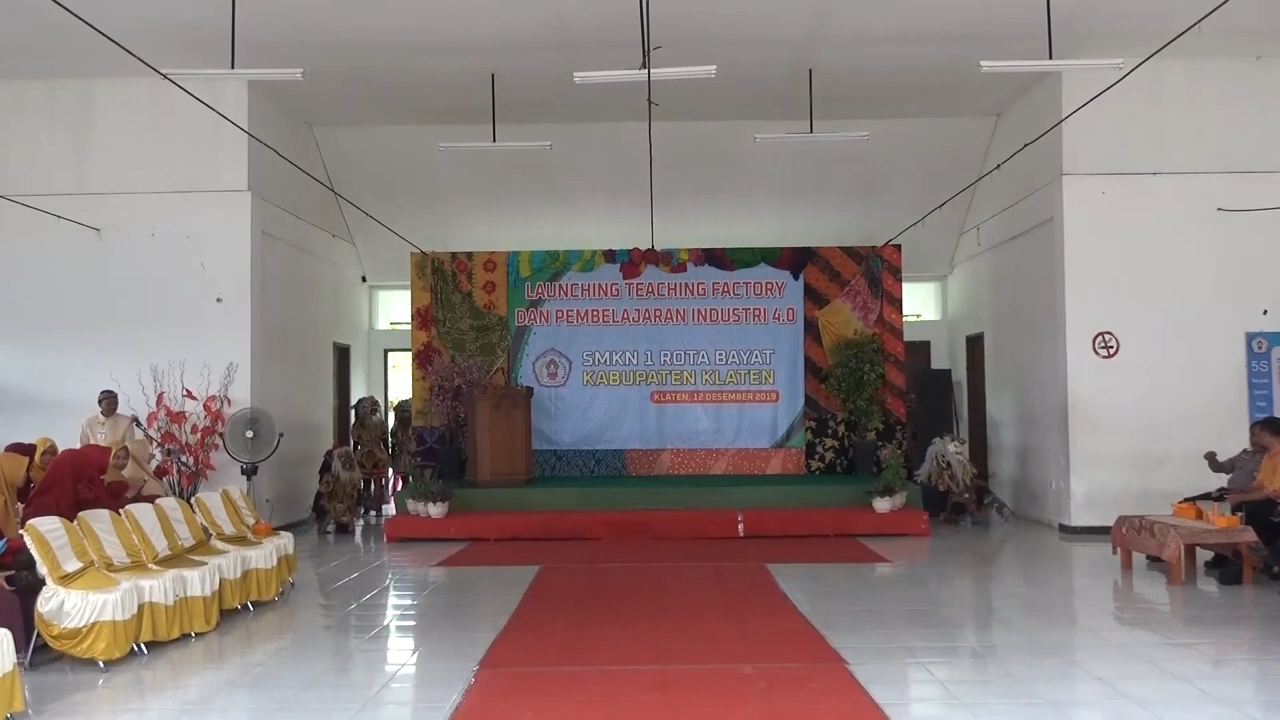 LAUNCHING TEACHING FACTORY
DAN PEMBELAJARAN INDUSTRI 4.0
SMKN 1 ROTA BAYAT
KABUPATEN KLATEN
KLATEN, 12 DESEMBER 2019
5S